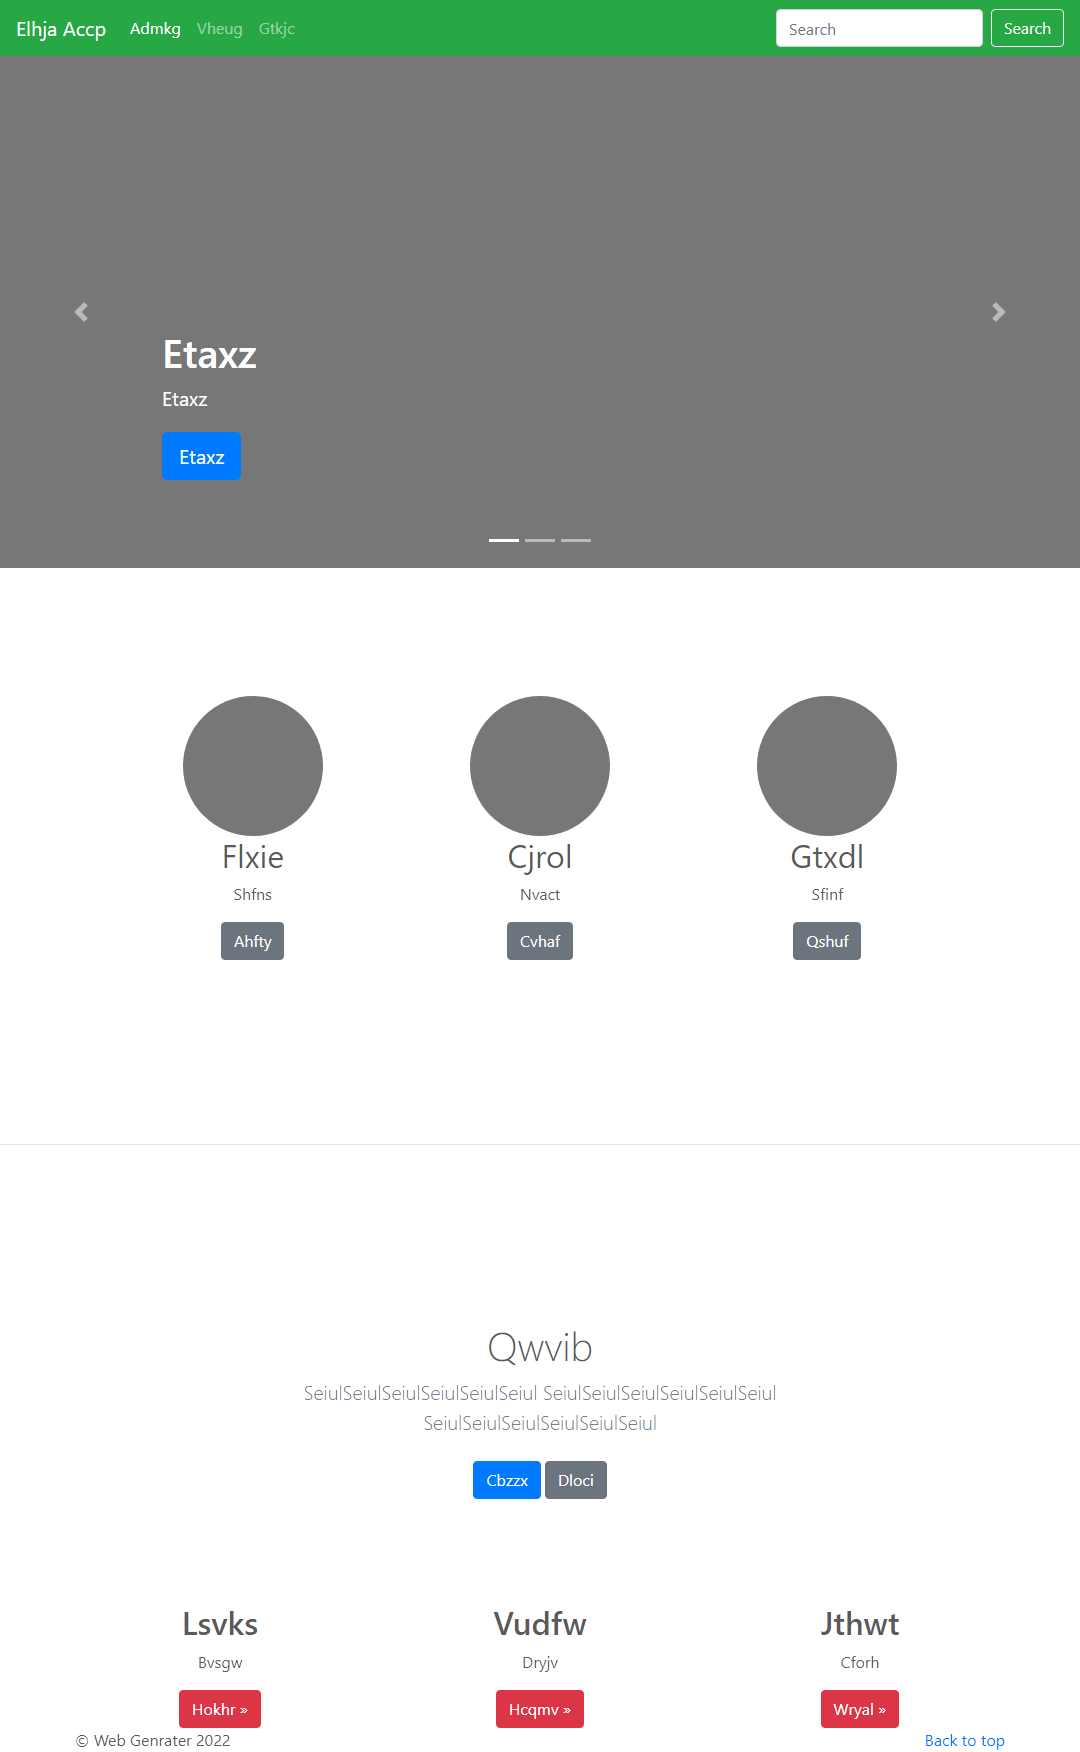 Elhja Accp Admkg Vheug Gtkjc Search Search
Etaxz
Etaxz
Etaxz
Flxie Cjrol Gtxdl
Shfns Nvact Sfinf
Ahfty Cvhaf Qshuf
Qwvib
SeiulSeiulSeiulSeiulSeiulSeiul SeiulSeiulSeiulSeiulSeiulSeiul
SeiulSeiulSeiulSeiulSeiulSeiul
Cbzzx Dloci
Lsvks Vudfw Jthwt
Bvsgw Dryjv Cforh
Hokhr » Hcqmv » Wryal »
© Web Genrater 2022 Back to top